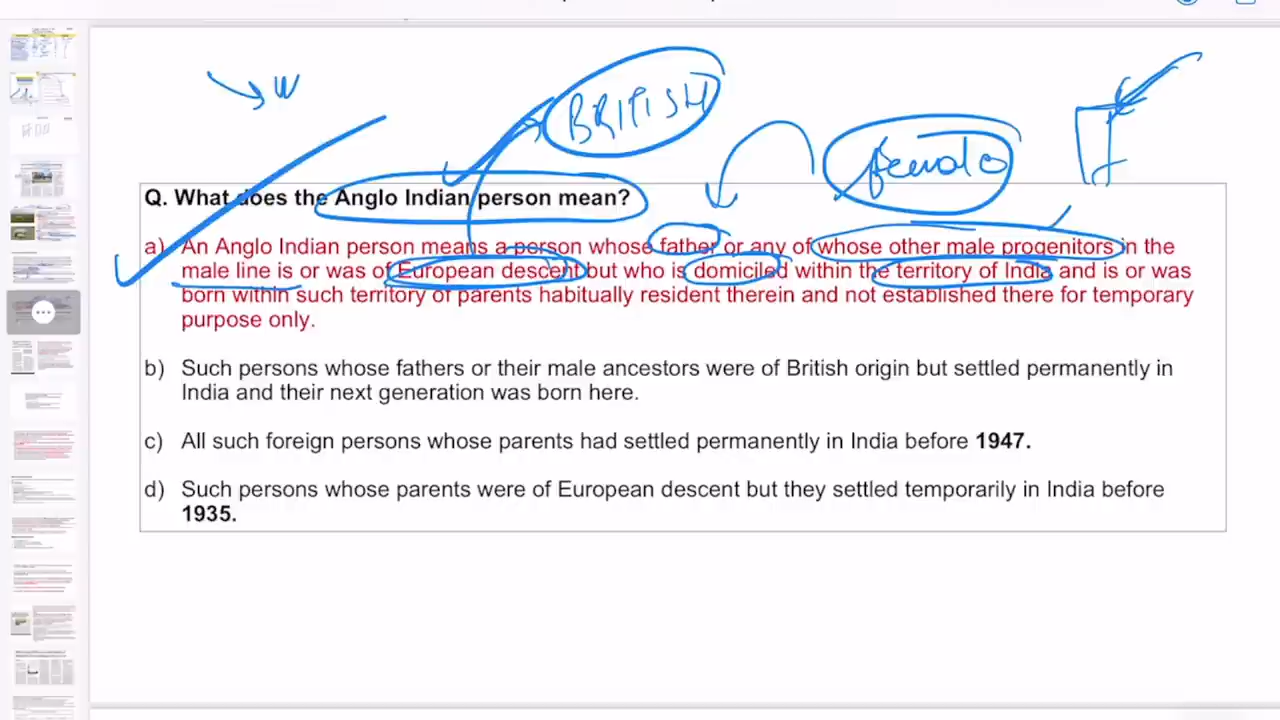 W
BRITISH
female
Q. What does the Anglo Indian person mean?
a) An Anglo Indian person means a person whose father or any of whose other male progenitors in the
male line is or was of European descent but who is domiciled within the territory of India and is or was
born within such territory of parents habitually resident therein and not established there for temporary
purpose only.
b) Such persons whose fathers or their male ancestors were of British origin but settled permanently in
India and their next generation was born here.
c) All such foreign persons whose parents had settled permanently in India before 1947.
d) Such persons whose parents were of European descent but they settled temporarily in India before
1935.